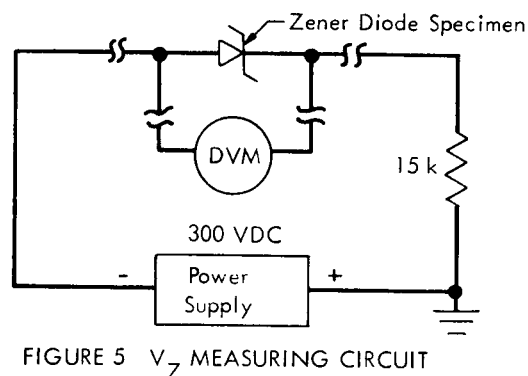 Zener Diode Specimen
DVM
15 k
300 VDC
- Power +
Supply
FIGURE 5 V_Z MEASURING CIRCUIT